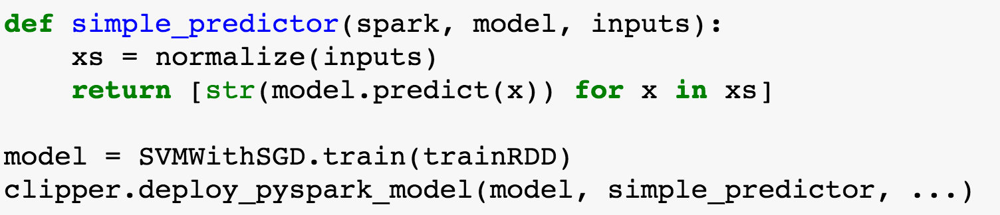 def simple_predictor(spark, model, inputs):
    xs = normalize(inputs)
    return [str(model.predict(x)) for x in xs]

model = SVMWithSGD.train(trainRDD)
clipper.deploy_pyspark_model(model, simple_predictor, ...)